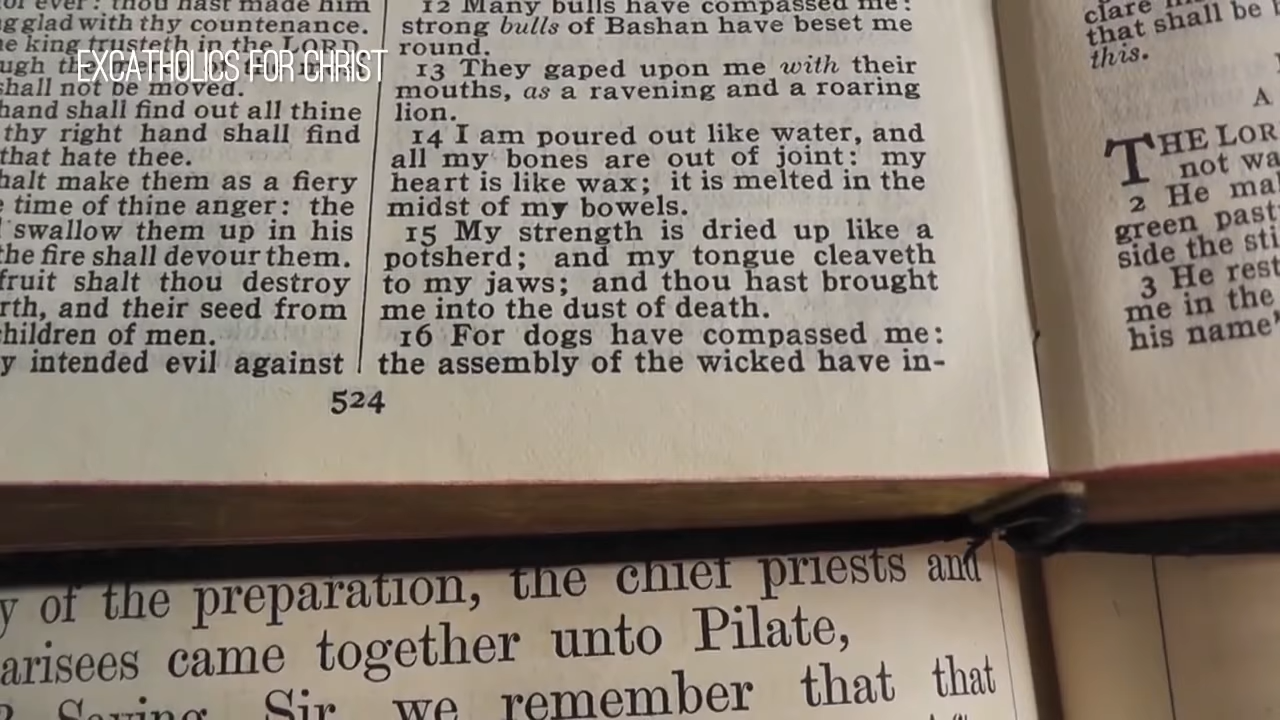 EXCATHOLICS FOR CHRIST
ever: thou hast made him
glad with thy countenance.
king trusteth in the LORD
shall not be moved.
hand shall find out all thine
thy right hand shall find
that hate thee.
make them as a fiery
time of thine anger: the
swallow them up in his
the fire shall devour them.
fruit shalt thou destroy
and their seed from
children of men.
intended evil against
12 Many bulls have compassed me:
strong bulls of Bashan have beset me
round.
13 They gaped upon me with their
mouths, as a ravening and a roaring
lion.
14 I am poured out like water, and
all my bones are out of joint: my
heart is like wax; it is melted in the
midst of my bowels.
15 My strength is dried up like a
potsherd; and my tongue cleaveth
to my jaws; and thou hast brought
me into the dust of death.
16 For dogs have compassed me:
the assembly of the wicked have in-
524
that shall be
this.
A
THE LOR
not wa
2 He
green past
side the sti
3 He rest
me in the
his name'
of the preparation, the chief priests and
arisees came together unto Pilate,
Saying, Sir, we remember that that